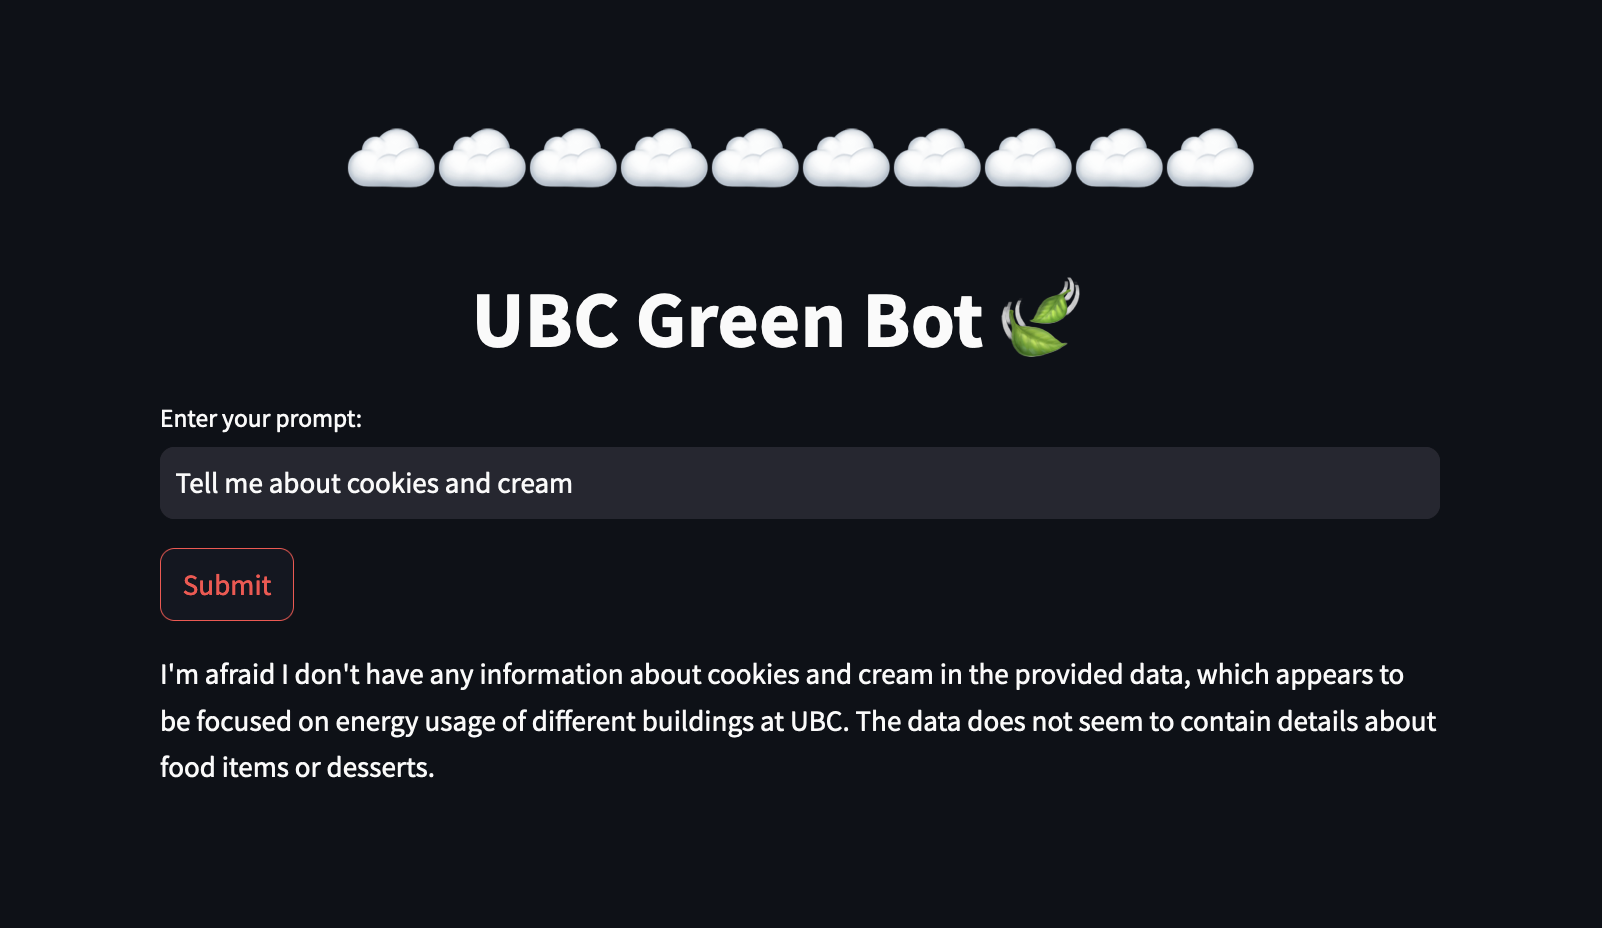 UBC Green Bot
Enter your prompt:
Tell me about cookies and cream
Submit
I'm afraid I don't have any information about cookies and cream in the provided data, which appears to
be focused on energy usage of different buildings at UBC. The data does not seem to contain details about
food items or desserts.